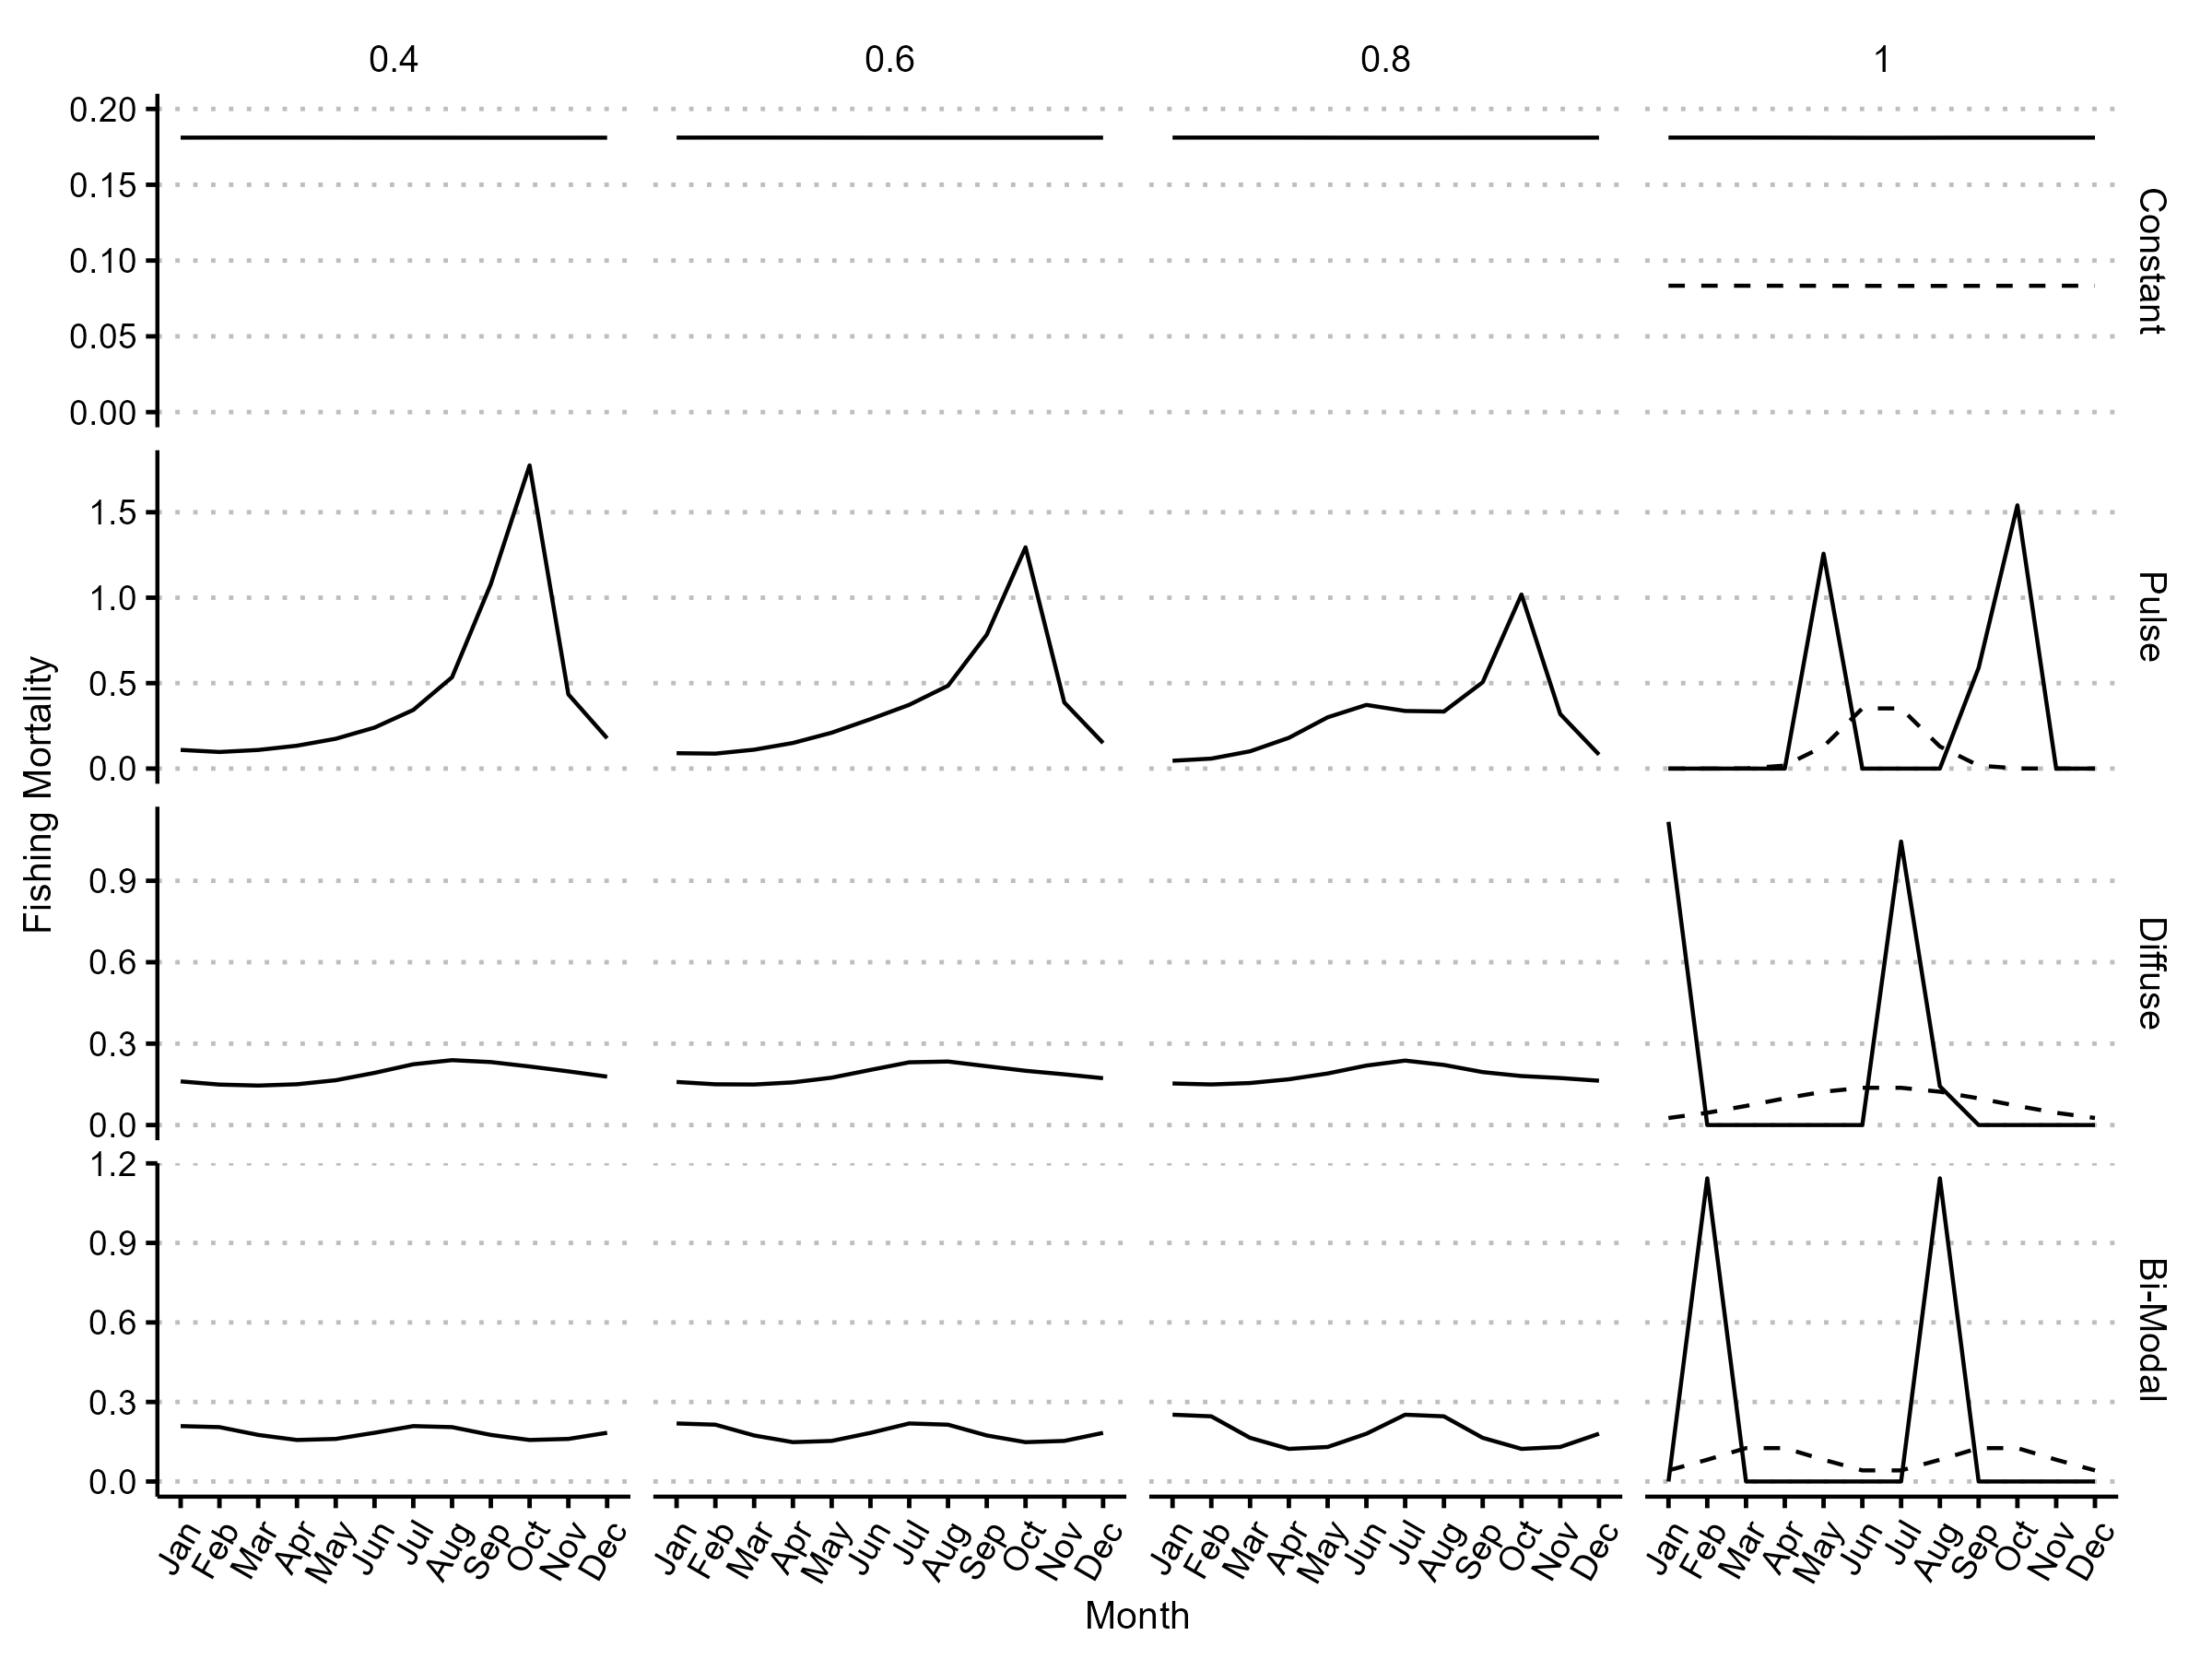 0.4 0.6 0.8 1
0.20
0.15
0.10
0.05
0.00
Constant
1.5
1.0
0.5
0.0
Pulse
Fishing Mortality
0.9
0.6
0.3
0.0
Diffuse
1.2
0.9
0.6
0.3
0.0
Bi-Modal
Jan Feb Mar Apr May Jun Jul Aug Sep Oct Nov Dec Jan Feb Mar Apr May Jun Jul Aug Sep Oct Nov Dec Jan Feb Mar Apr May Jun Jul Aug Sep Oct Nov Dec Jan Feb Mar Apr May Jun Jul Aug Sep Oct Nov Dec
Month